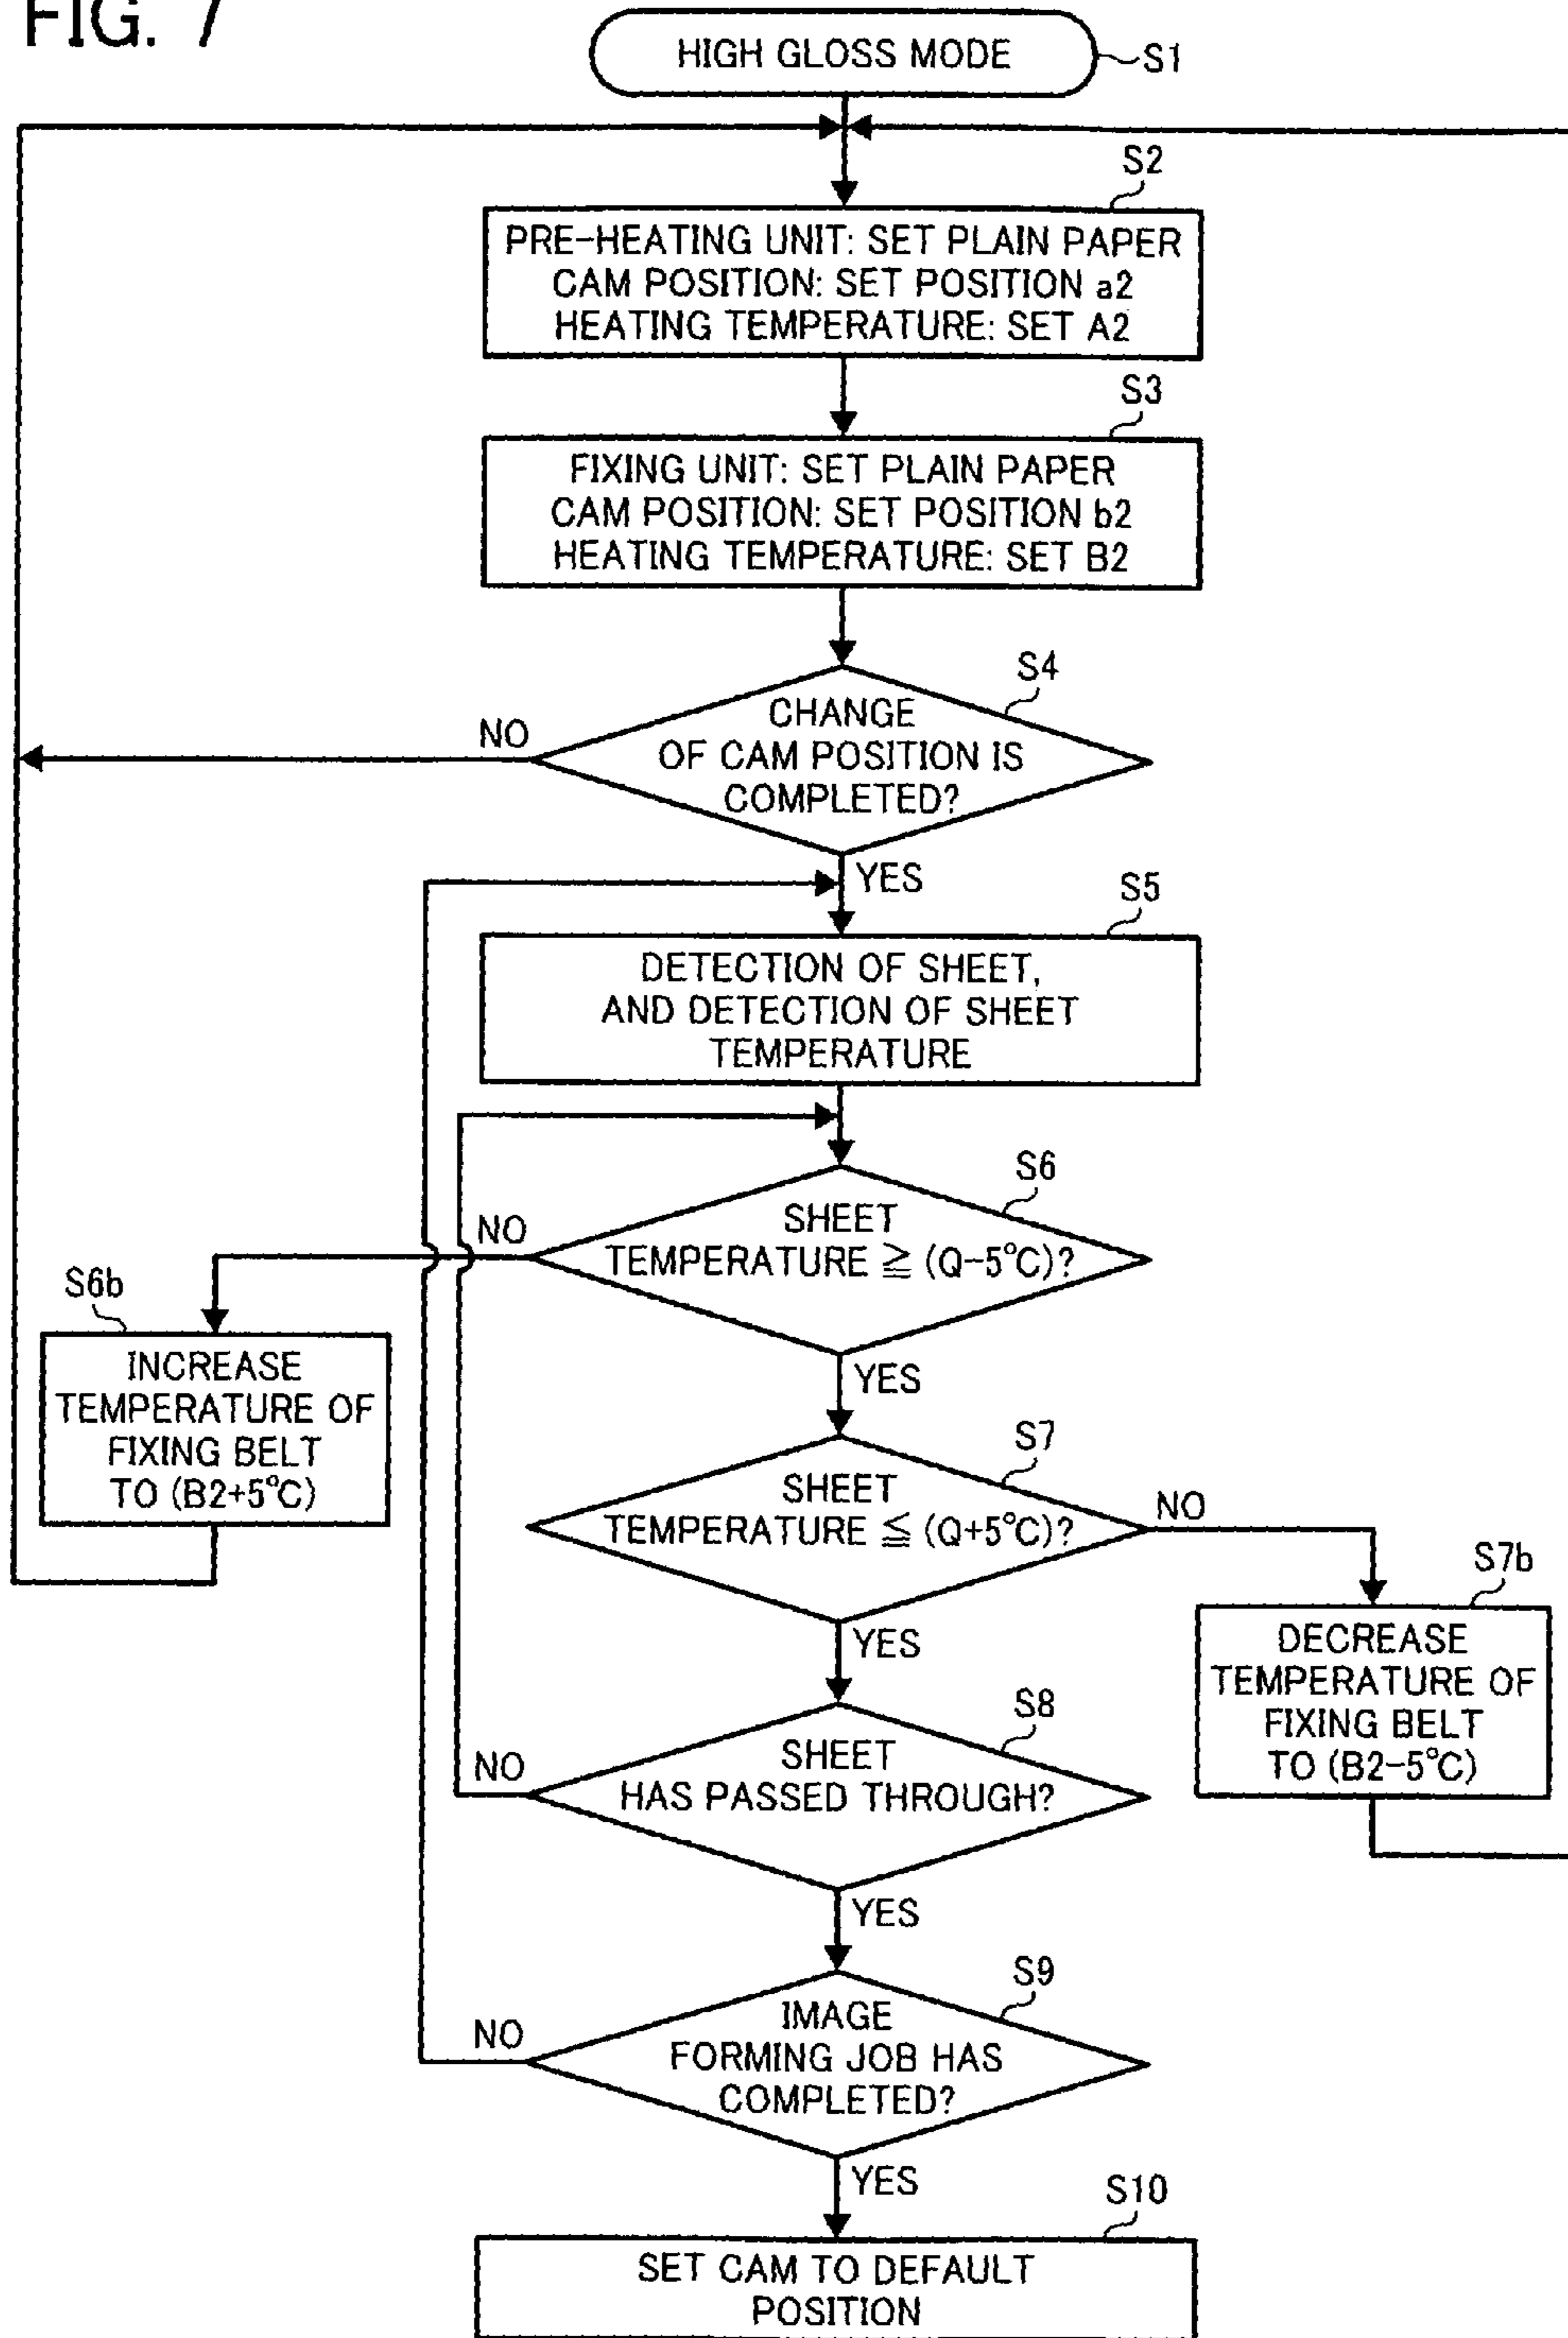 FIG. 7
HIGH GLOSS MODE
S1
S2
PRE-HEATING UNIT: SET PLAIN PAPER
CAM POSITION: SET POSITION a2
HEATING TEMPERATURE: SET A2
S3
FIXING UNIT: SET PLAIN PAPER
CAM POSITION: SET POSITION b2
HEATING TEMPERATURE: SET B2
S4
CHANGE
OF CAM POSITION IS
COMPLETED?
NO
YES
S5
DETECTION OF SHEET,
AND DETECTION OF SHEET
TEMPERATURE
S6
SHEET
TEMPERATURE ≧ (Q−5°C)?
NO
S6b
INCREASE
TEMPERATURE OF
FIXING BELT
TO (B2+5°C)
YES
S7
SHEET
TEMPERATURE ≦ (Q+5°C)?
NO
S7b
DECREASE
TEMPERATURE OF
FIXING BELT
TO (B2−5°C)
YES
S8
SHEET
HAS PASSED THROUGH?
NO
YES
S9
IMAGE
FORMING JOB HAS
COMPLETED?
NO
YES
S10
SET CAM TO DEFAULT
POSITION